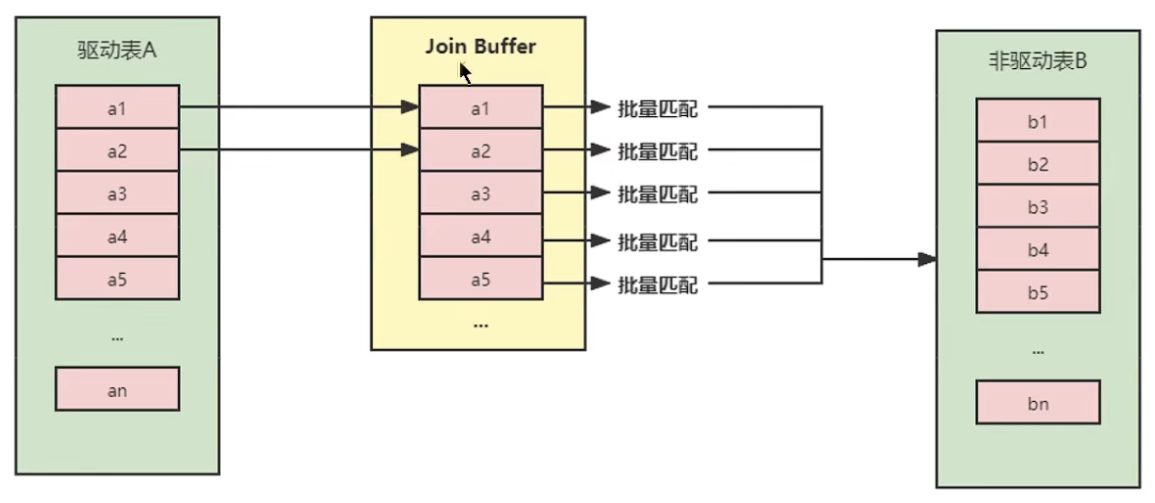 驱动表A
a1
a2
a3
a4
a5
...
an
Join Buffer
a1
a2
a3
a4
a5
...
批量匹配
批量匹配
批量匹配
批量匹配
批量匹配
非驱动表B
b1
b2
b3
b4
b5
...
bn